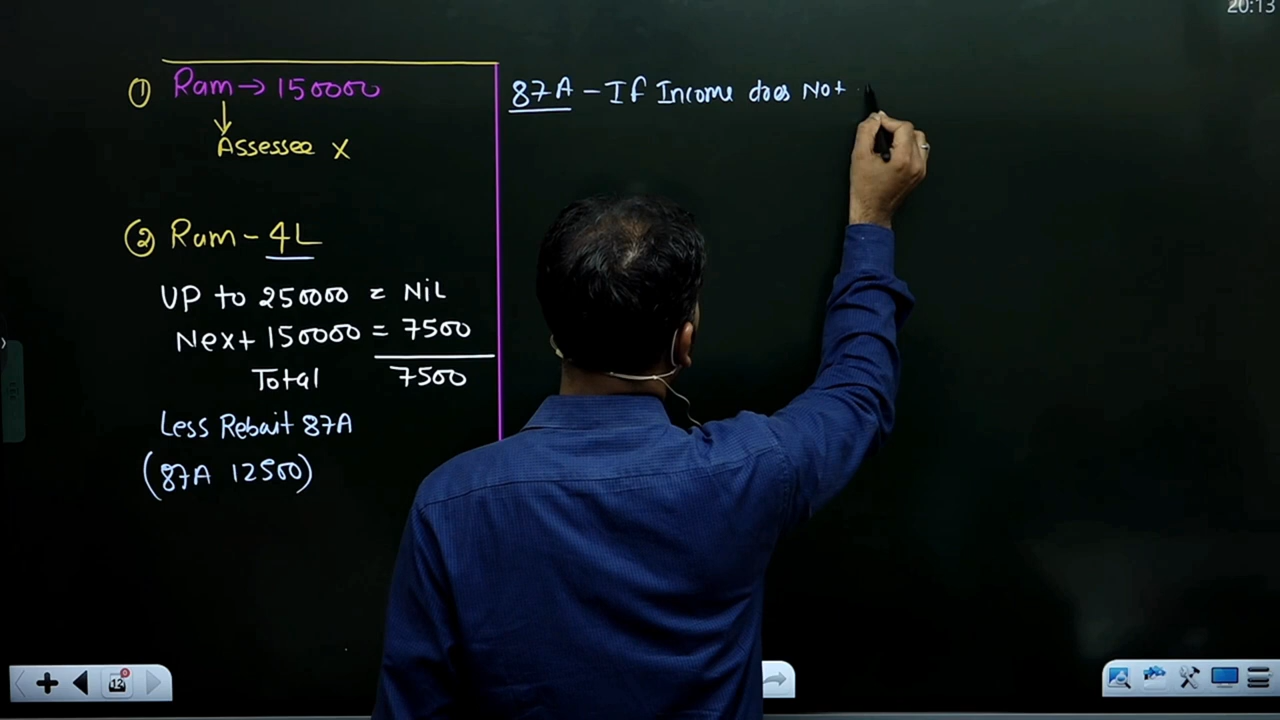 20:13
① Ram → 150000
Assessee X
② Ram - 4L
UP to 250000 = NiL
Next 150000 = 7500
Total 7500
Less Rebait 87A
(87A 12500)
87A - If Income does Not
12